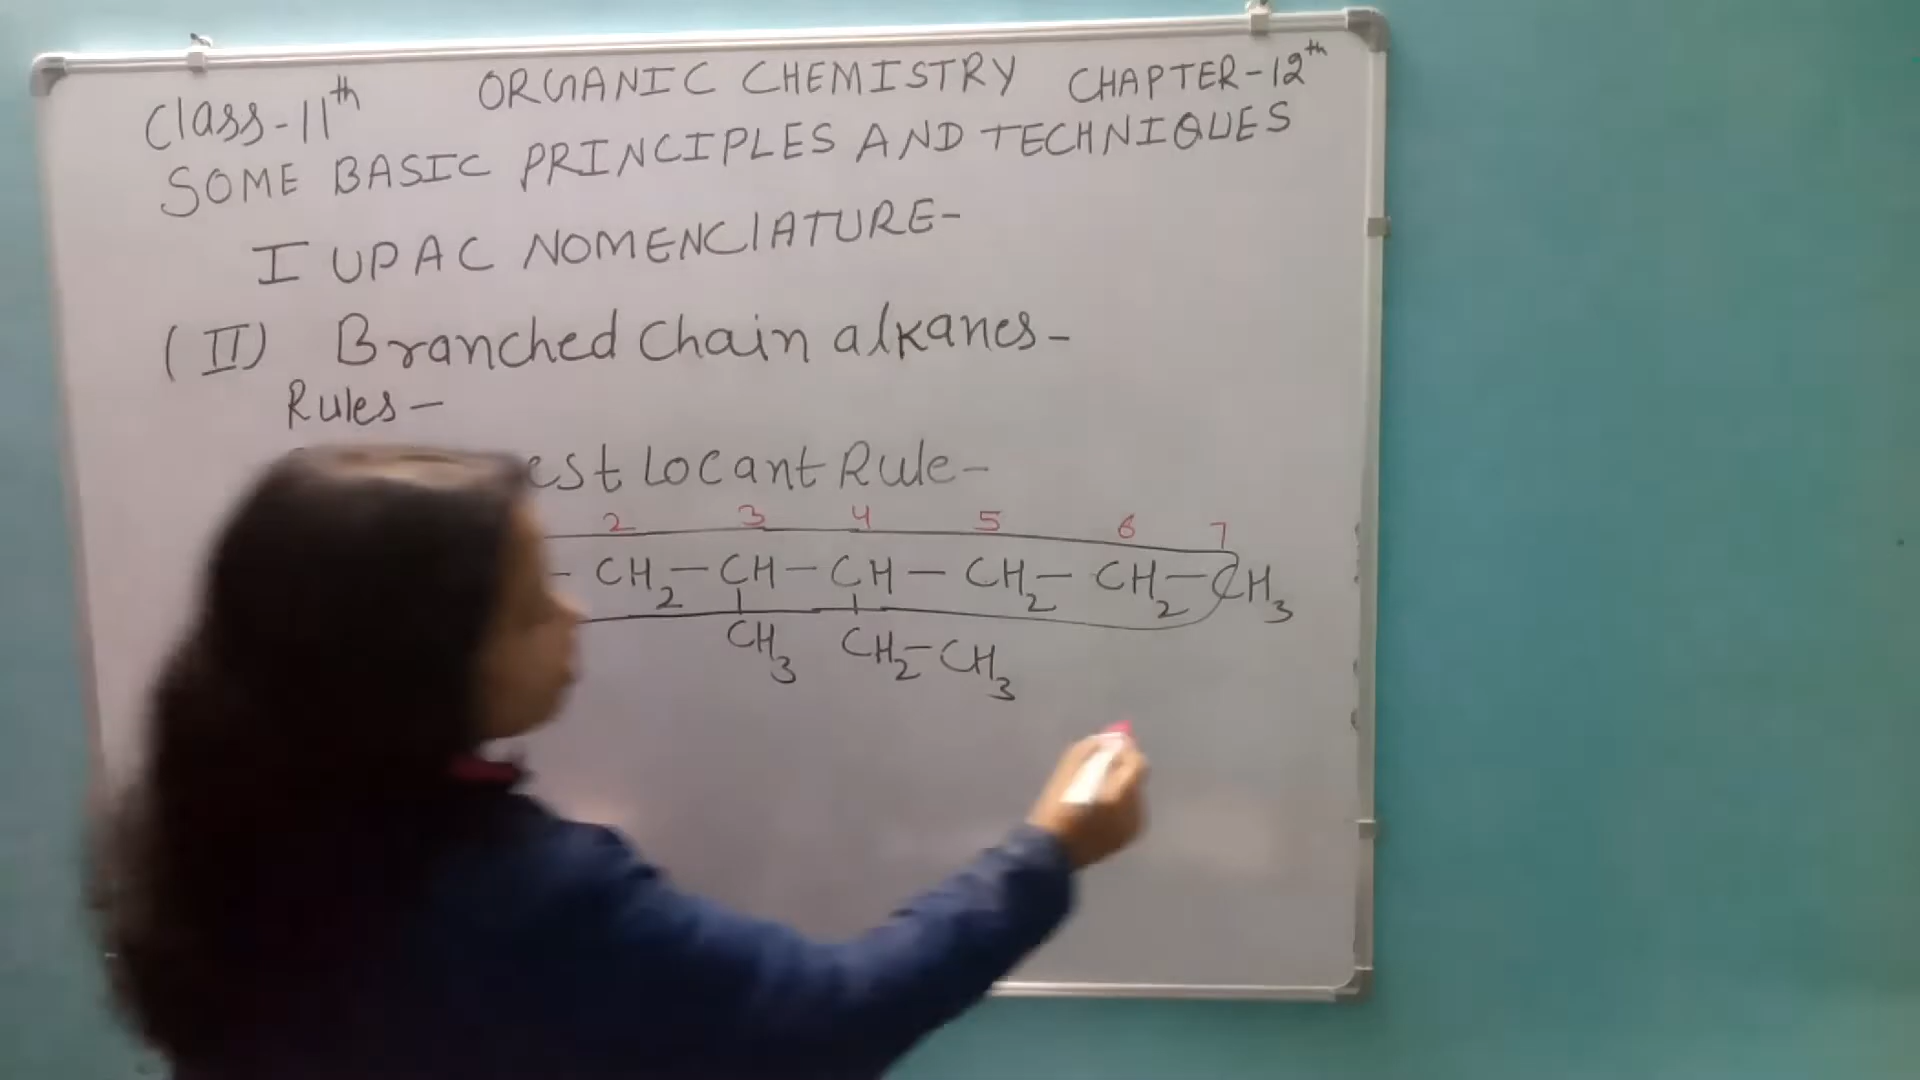 Class-11th ORGANIC CHEMISTRY CHAPTER-12th
SOME BASIC PRINCIPLES AND TECHNIQUES
IUPAC NOMENCLATURE-
(II) Branched Chain alkanes-
Rules-
est Locant Rule-
2 3 4 5 6 7
- CH2-CH-CH-CH2-CH2-CH3
CH3 CH2-CH3